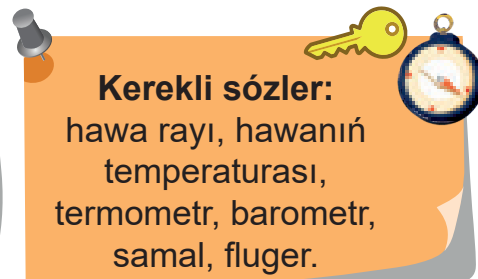 Kerekli sózler:
hawa rayı, hawanıń
temperaturası,
termometr, barometr,
samal, fluger.